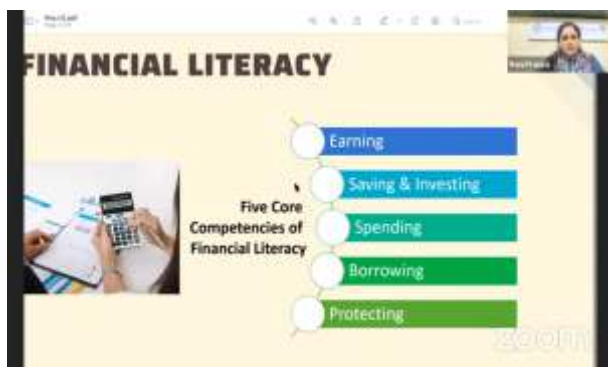 FINANCIAL LITERACY
Five Core
Competencies of
Financial Literacy
Earning
Saving & Investing
Spending
Borrowing
Protecting
zoom